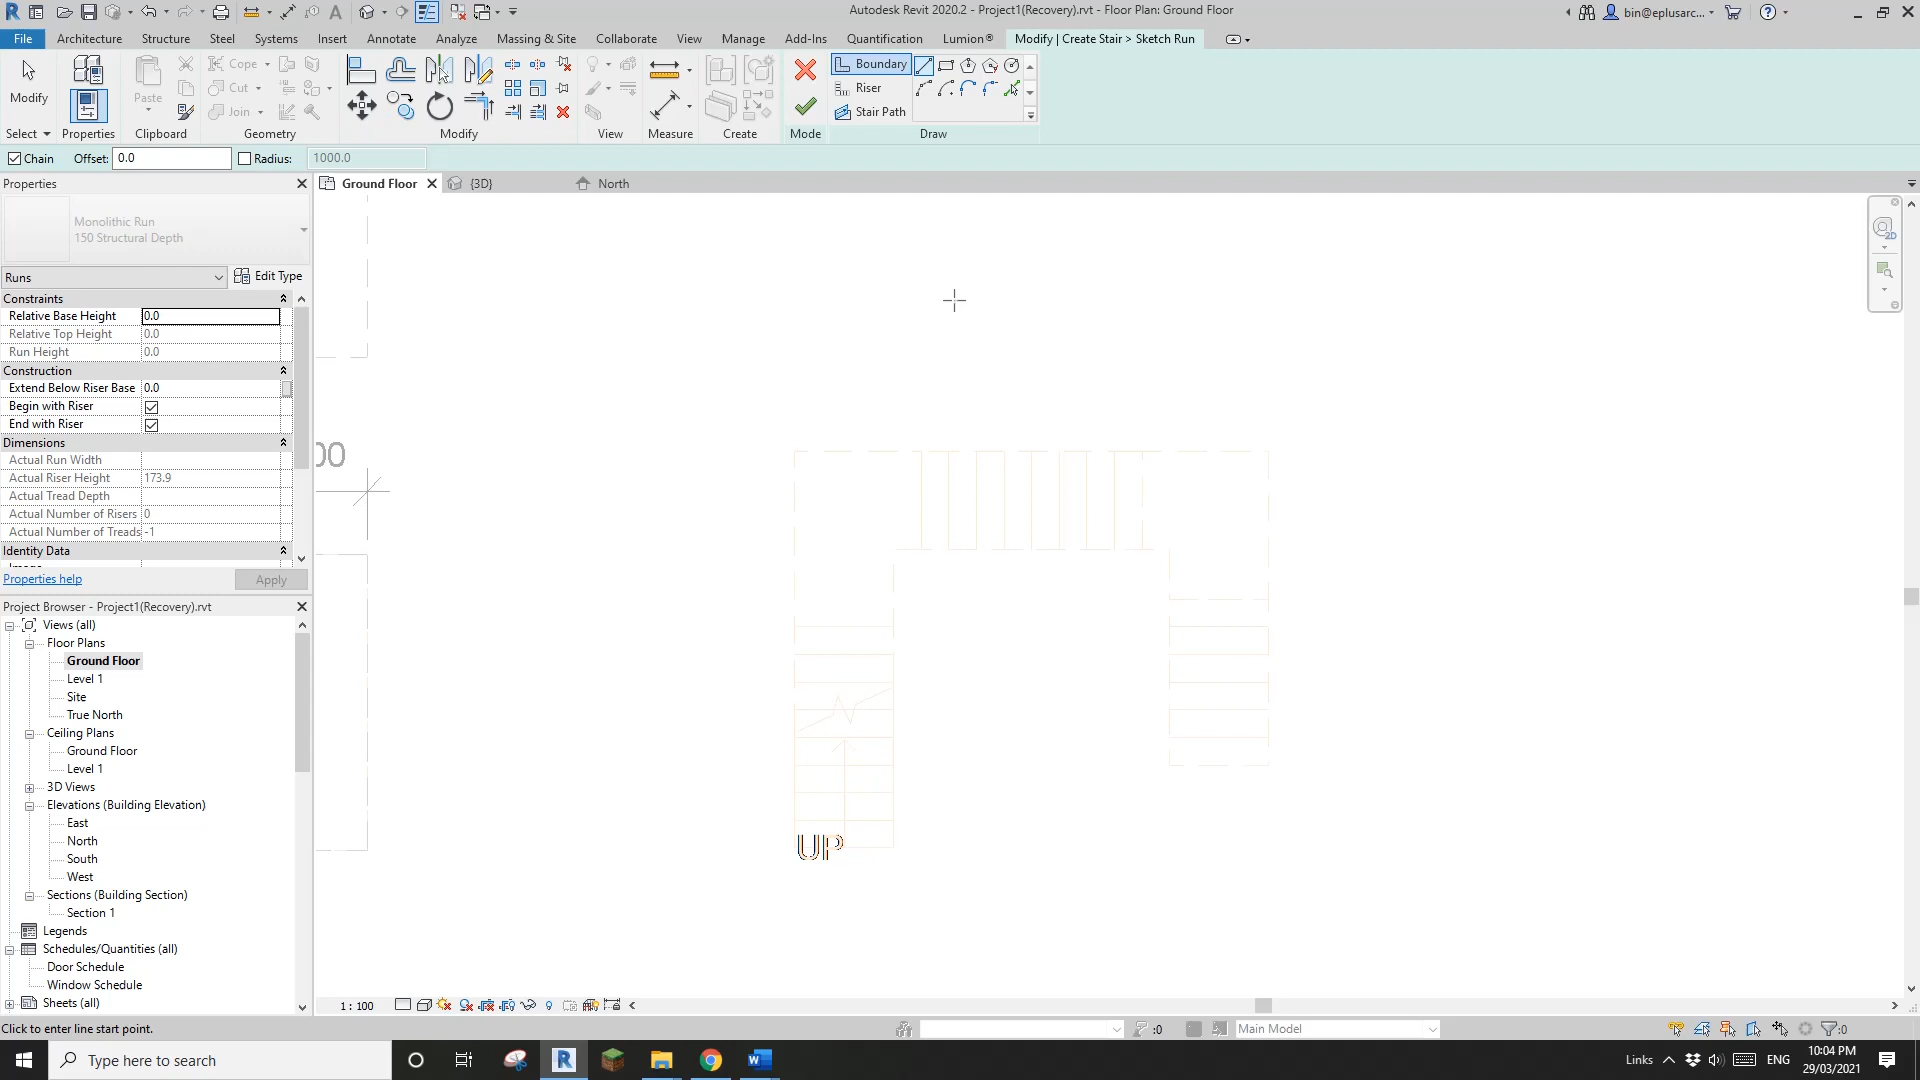 Autodesk Revit 2020.2 - Project1(Recovery).rvt - Floor Plan: Ground Floor
bin@eplusarc...
File Architecture Structure Steel Systems Insert Annotate Analyze Massing & Site Collaborate View Manage Add-Ins Quantification Lumion® Modify | Create Stair > Sketch Run
Modify Paste Cope Cut Join Boundary Riser Stair Path
Select Properties Clipboard Geometry Modify View Measure Create Mode Draw
Chain Offset: 0.0 Radius: 1000.0
Properties
Ground Floor {3D} North
Monolithic Run
150 Structural Depth
Runs Edit Type
Constraints
Relative Base Height 0.0
Relative Top Height 0.0
Run Height 0.0
Construction
Extend Below Riser Base 0.0
Begin with Riser
End with Riser
Dimensions
Actual Run Width
Actual Riser Height 173.9
Actual Tread Depth
Actual Number of Risers 0
Actual Number of Treads -1
Identity Data
Properties help Apply
Project Browser - Project1(Recovery).rvt
Views (all)
Floor Plans
Ground Floor
Level 1
Site
True North
Ceiling Plans
Ground Floor
Level 1
3D Views
Elevations (Building Elevation)
East
North
South
West
Sections (Building Section)
Section 1
Legends
Schedules/Quantities (all)
Door Schedule
Window Schedule
Sheets (all)
00
UP
1 : 100
Click to enter line start point.
:0
Main Model
:0
Type here to search
Links
ENG
10:04 PM
29/03/2021